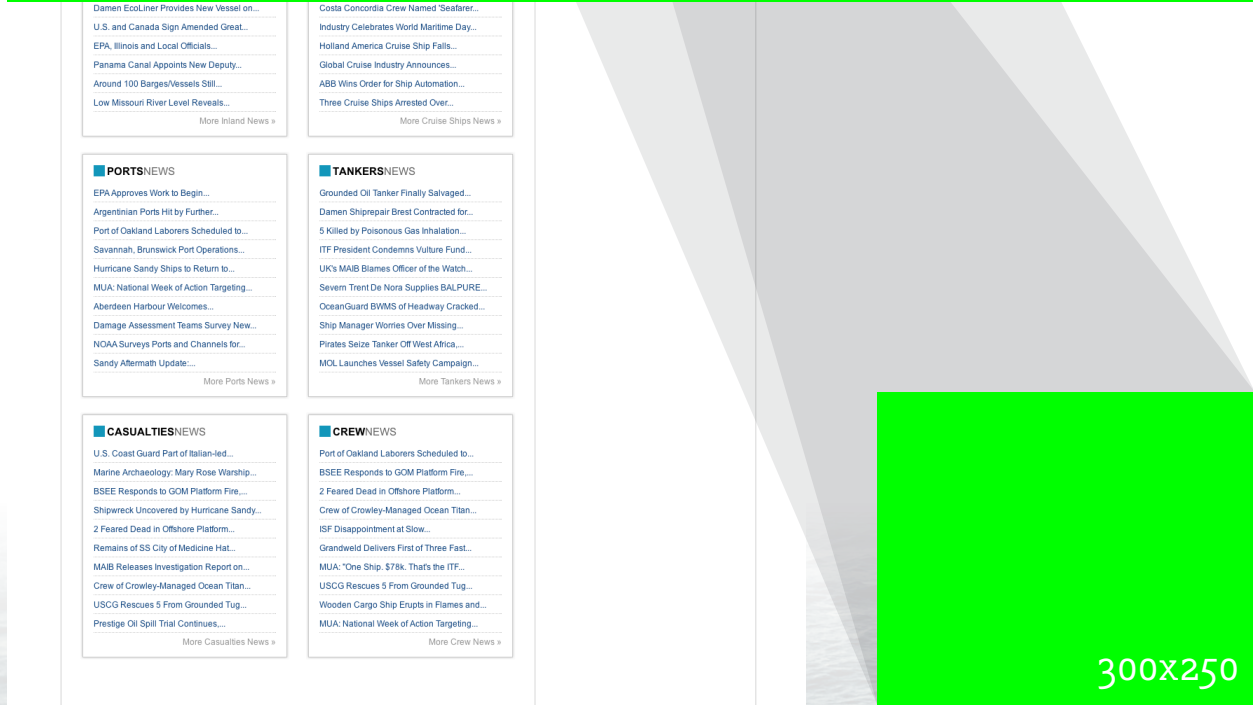 Damen EcoLiner Provides New Vessel on...
U.S. and Canada Sign Amended Great...
EPA, Illinois and Local Officials...
Panama Canal Appoints New Deputy...
Around 100 Barges/Vessels Still...
Low Missouri River Level Reveals...
More Inland News »
Costa Concordia Crew Named 'Seafarer...
Industry Celebrates World Maritime Day...
Holland America Cruise Ship Falls...
Global Cruise Industry Announces...
ABB Wins Order for Ship Automation...
Three Cruise Ships Arrested Over...
More Cruise Ships News »
PORTSNEWS
EPA Approves Work to Begin...
Argentinian Ports Hit by Further...
Port of Oakland Laborers Scheduled to...
Savannah, Brunswick Port Operations...
Hurricane Sandy Ships to Return to...
MUA: National Week of Action Targeting...
Aberdeen Harbour Welcomes...
Damage Assessment Teams Survey New...
NOAA Surveys Ports and Channels for...
Sandy Aftermath Update:...
More Ports News »
TANKERSNEWS
Grounded Oil Tanker Finally Salvaged...
Damen Shiprepair Brest Contracted for...
5 Killed by Poisonous Gas Inhalation...
ITF President Condemns Vulture Fund...
UK's MAIB Blames Officer of the Watch...
Severn Trent De Nora Supplies BALPURE...
OceanGuard BWMS of Headway Cracked...
Ship Manager Worries Over Missing...
Pirates Seize Tanker Off West Africa,...
MOL Launches Vessel Safety Campaign...
More Tankers News »
CASUALTIESNEWS
U.S. Coast Guard Part of Italian-led...
Marine Archaeology: Mary Rose Warship...
BSEE Responds to GOM Platform Fire,...
Shipwreck Uncovered by Hurricane Sandy...
2 Feared Dead in Offshore Platform...
Remains of SS City of Medicine Hat...
MAIB Releases Investigation Report on...
Crew of Crowley-Managed Ocean Titan...
USCG Rescues 5 From Grounded Tug...
Prestige Oil Spill Trial Continues,...
More Casualties News »
CREWNEWS
Port of Oakland Laborers Scheduled to...
BSEE Responds to GOM Platform Fire,...
2 Feared Dead in Offshore Platform...
Crew of Crowley-Managed Ocean Titan...
ISF Disappointment at Slow...
Grandweld Delivers First of Three Fast...
MUA: "One Ship. $78k. That's the ITF...
USCG Rescues 5 From Grounded Tug...
Wooden Cargo Ship Erupts in Flames and...
MUA: National Week of Action Targeting...
More Crew News »
300x250